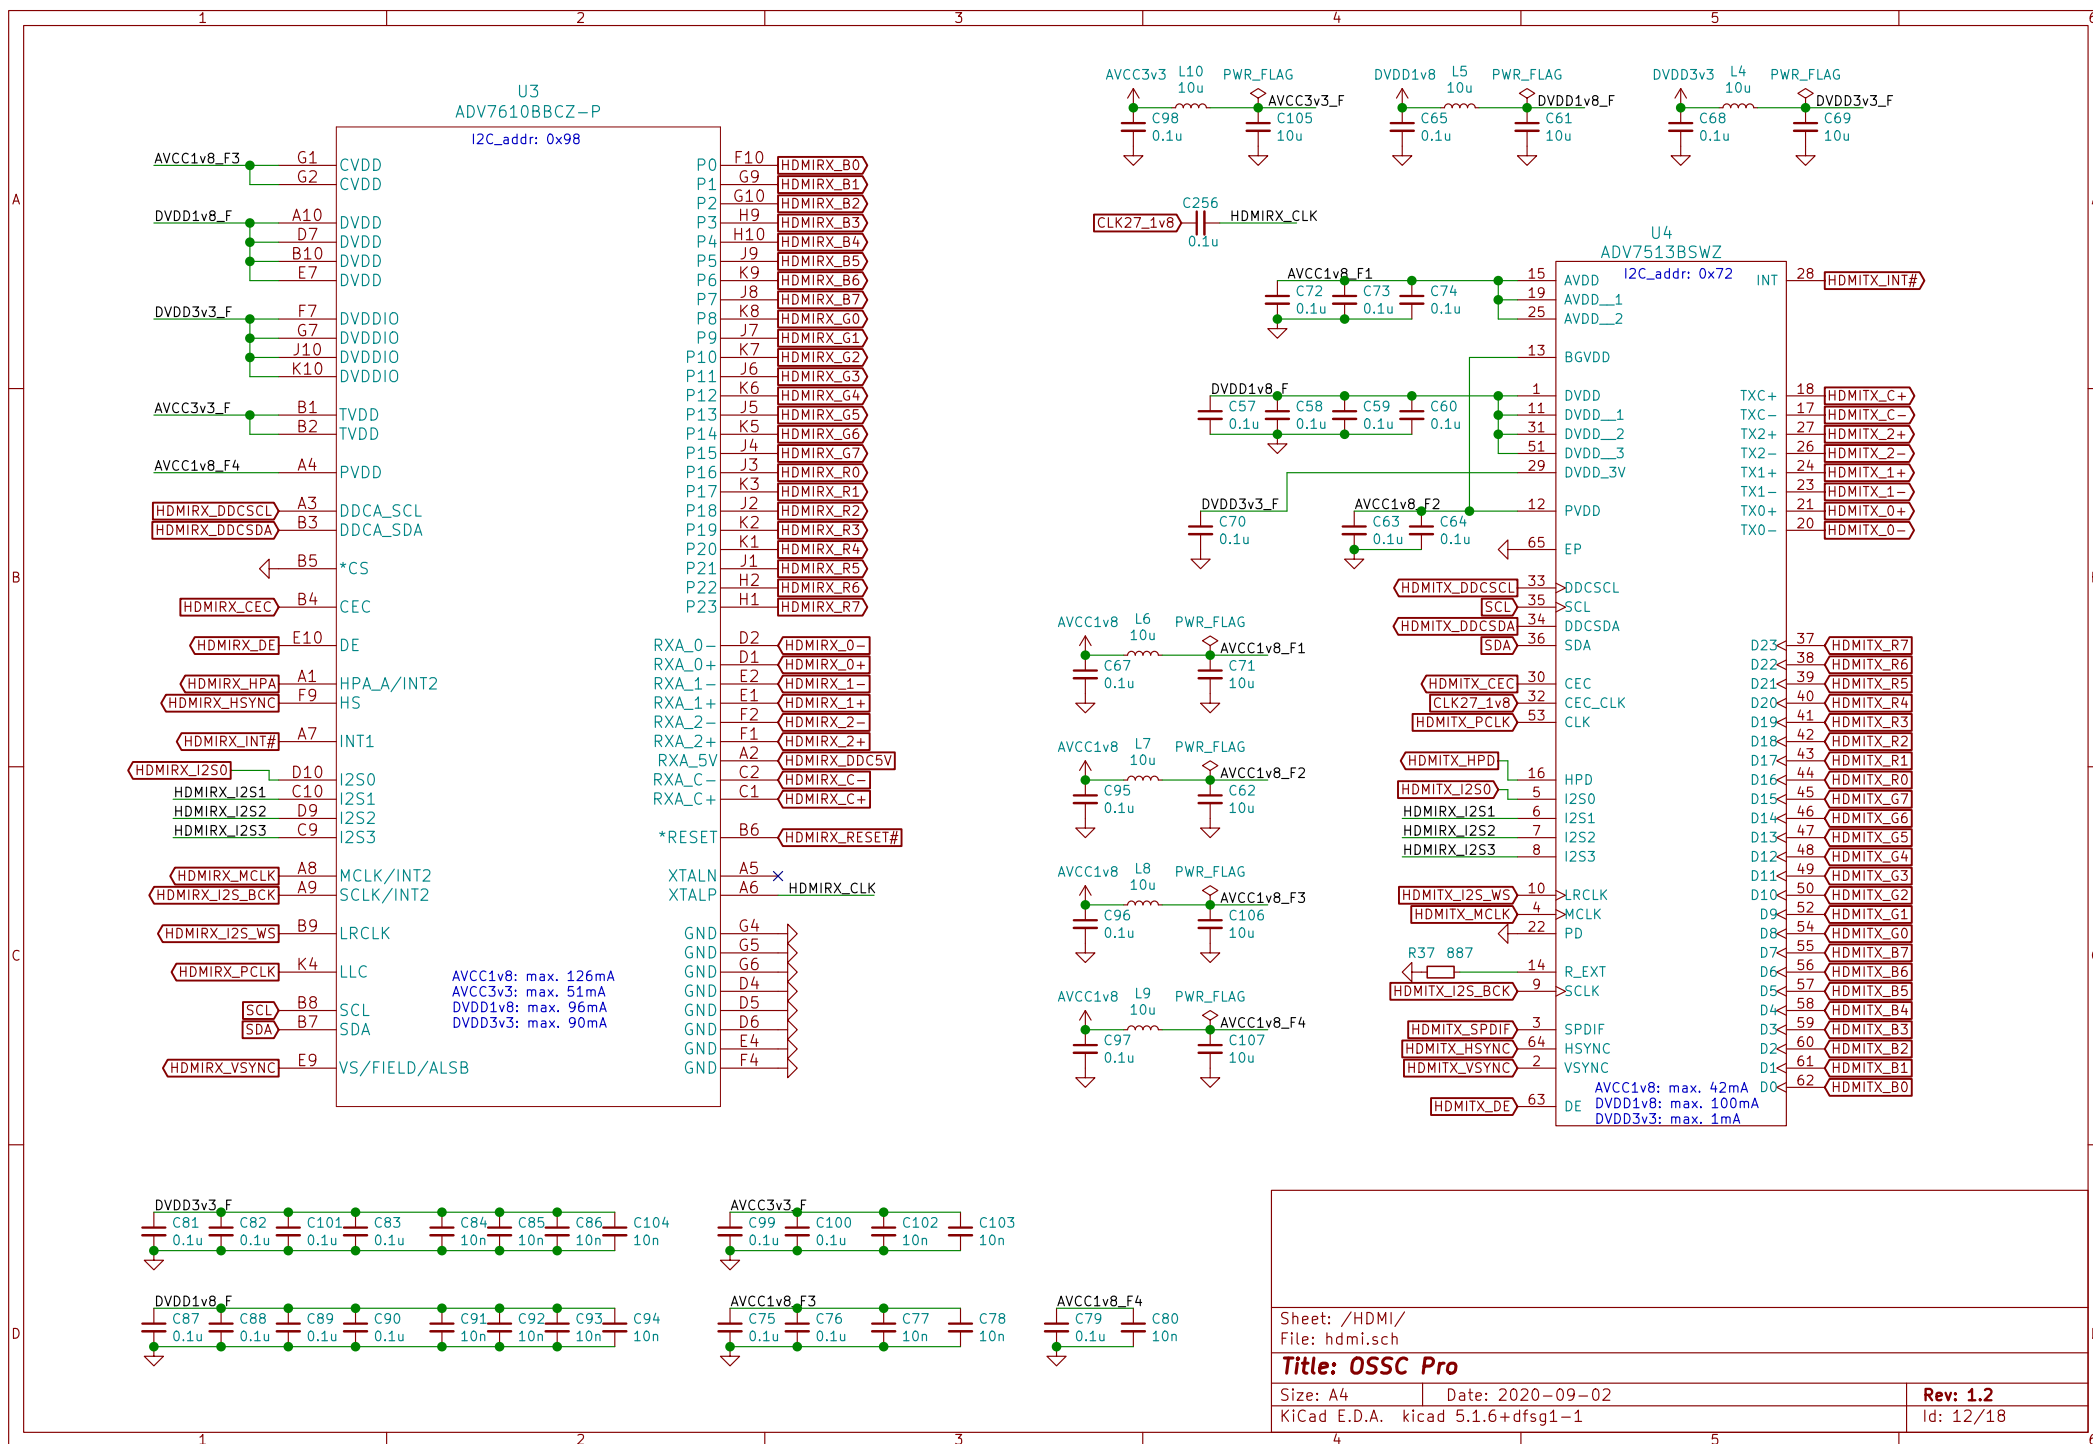 1 2 3 4 5 6
A
B
C
D
U3
ADV7610BBCZ-P
I2C_addr: 0x98
AVCC1v8_F3 G1 CVDD
G2 CVDD
DVDD1v8_F A10 DVDD
D7 DVDD
B10 DVDD
E7 DVDD
DVDD3v3_F F7 DVDDIO
G7 DVDDIO
J10 DVDDIO
K10 DVDDIO
AVCC3v3_F B1 TVDD
B2 TVDD
AVCC1v8_F4 A4 PVDD
HDMIRX_DDCSCL A3 DDCA_SCL
HDMIRX_DDCSDA B3 DDCA_SDA
B5 *CS
HDMIRX_CEC B4 CEC
HDMIRX_DE E10 DE
HDMIRX_HPA A1 HPA_A/INT2
HDMIRX_HSYNC F9 HS
HDMIRX_INT# A7 INT1
HDMIRX_I2S0 D10 I2S0
HDMIRX_I2S1 C10 I2S1
HDMIRX_I2S2 D9 I2S2
HDMIRX_I2S3 C9 I2S3
HDMIRX_MCLK A8 MCLK/INT2
HDMIRX_I2S_BCK A9 SCLK/INT2
HDMIRX_I2S_WS B9 LRCLK
HDMIRX_PCLK K4 LLC
SCL B8 SCL
SDA B7 SDA
HDMIRX_VSYNC E9 VS/FIELD/ALSB
P0 F10 HDMIRX_B0
P1 G9 HDMIRX_B1
P2 G10 HDMIRX_B2
P3 H9 HDMIRX_B3
P4 H10 HDMIRX_B4
P5 J9 HDMIRX_B5
P6 K9 HDMIRX_B6
P7 J8 HDMIRX_B7
P8 K8 HDMIRX_G0
P9 J7 HDMIRX_G1
P10 K7 HDMIRX_G2
P11 J6 HDMIRX_G3
P12 K6 HDMIRX_G4
P13 J5 HDMIRX_G5
P14 K5 HDMIRX_G6
P15 J4 HDMIRX_G7
P16 J3 HDMIRX_R0
P17 K3 HDMIRX_R1
P18 J2 HDMIRX_R2
P19 K2 HDMIRX_R3
P20 K1 HDMIRX_R4
P21 J1 HDMIRX_R5
P22 H2 HDMIRX_R6
P23 H1 HDMIRX_R7
RXA_0- D2 HDMIRX_0-
RXA_0+ D1 HDMIRX_0+
RXA_1- E2 HDMIRX_1-
RXA_1+ E1 HDMIRX_1+
RXA_2- F2 HDMIRX_2-
RXA_2+ F1 HDMIRX_2+
RXA_5V A2 HDMIRX_DDC5V
RXA_C- C2 HDMIRX_C-
RXA_C+ C1 HDMIRX_C+
*RESET B6 HDMIRX_RESET#
XTALN A5
XTALP A6 HDMIRX_CLK
GND G4
GND G5
GND G6
GND D4
GND D5
GND D6
GND E4
GND F4
AVCC1v8: max. 126mA
AVCC3v3: max. 51mA
DVDD1v8: max. 96mA
DVDD3v3: max. 90mA
AVCC3v3 L10 PWR_FLAG
10u AVCC3v3_F
C98 C105
0.1u 10u
DVDD1v8 L5 PWR_FLAG
10u DVDD1v8_F
C65 C61
0.1u 10u
DVDD3v3 L4 PWR_FLAG
10u DVDD3v3_F
C68 C69
0.1u 10u
C256
CLK27_1v8 HDMIRX_CLK
0.1u
AVCC1v8_F1
C72 C73 C74
0.1u 0.1u 0.1u
DVDD1v8_F
C57 C58 C59 C60
0.1u 0.1u 0.1u 0.1u
DVDD3v3_F
C70
0.1u
AVCC1v8_F2
C63 C64
0.1u 0.1u
AVCC1v8 L6 PWR_FLAG
10u AVCC1v8_F1
C67 C71
0.1u 10u
AVCC1v8 L7 PWR_FLAG
10u AVCC1v8_F2
C95 C62
0.1u 10u
AVCC1v8 L8 PWR_FLAG
10u AVCC1v8_F3
C96 C106
0.1u 10u
AVCC1v8 L9 PWR_FLAG
10u AVCC1v8_F4
C97 C107
0.1u 10u
U4
ADV7513BSWZ
I2C_addr: 0x72
15 AVDD
19 AVDD__1
25 AVDD__2
13 BGVDD
1 DVDD
11 DVDD__1
31 DVDD__2
51 DVDD__3
29 DVDD_3V
12 PVDD
65 EP
HDMITX_DDCSCL 33 DDCSCL
SCL 35 SCL
HDMITX_DDCSDA 34 DDCSDA
SDA 36 SDA
HDMITX_CEC 30 CEC
CLK27_1v8 32 CEC_CLK
HDMITX_PCLK 53 CLK
HDMITX_HPD 16 HPD
HDMITX_I2S0 5 I2S0
HDMIRX_I2S1 6 I2S1
HDMIRX_I2S2 7 I2S2
HDMIRX_I2S3 8 I2S3
HDMITX_I2S_WS 10 LRCLK
HDMITX_MCLK 4 MCLK
22 PD
R37 887 14 R_EXT
HDMITX_I2S_BCK 9 SCLK
HDMITX_SPDIF 3 SPDIF
HDMITX_HSYNC 64 HSYNC
HDMITX_VSYNC 2 VSYNC
HDMITX_DE 63 DE
INT 28 HDMITX_INT#
TXC+ 18 HDMITX_C+
TXC- 17 HDMITX_C-
TX2+ 27 HDMITX_2+
TX2- 26 HDMITX_2-
TX1+ 24 HDMITX_1+
TX1- 23 HDMITX_1-
TX0+ 21 HDMITX_0+
TX0- 20 HDMITX_0-
D23 37 HDMITX_R7
D22 38 HDMITX_R6
D21 39 HDMITX_R5
D20 40 HDMITX_R4
D19 41 HDMITX_R3
D18 42 HDMITX_R2
D17 43 HDMITX_R1
D16 44 HDMITX_R0
D15 45 HDMITX_G7
D14 46 HDMITX_G6
D13 47 HDMITX_G5
D12 48 HDMITX_G4
D11 49 HDMITX_G3
D10 50 HDMITX_G2
D9 52 HDMITX_G1
D8 54 HDMITX_G0
D7 55 HDMITX_B7
D6 56 HDMITX_B6
D5 57 HDMITX_B5
D4 58 HDMITX_B4
D3 59 HDMITX_B3
D2 60 HDMITX_B2
D1 61 HDMITX_B1
D0 62 HDMITX_B0
AVCC1v8: max. 42mA
DVDD1v8: max. 100mA
DVDD3v3: max. 1mA
DVDD3v3_F
C81 C82 C101 C83 C84 C85 C86 C104
0.1u 0.1u 0.1u 0.1u 10n 10n 10n 10n
AVCC3v3_F
C99 C100 C102 C103
0.1u 0.1u 10n 10n
DVDD1v8_F
C87 C88 C89 C90 C91 C92 C93 C94
0.1u 0.1u 0.1u 0.1u 10n 10n 10n 10n
AVCC1v8_F3
C75 C76 C77 C78
0.1u 0.1u 10n 10n
AVCC1v8_F4
C79 C80
0.1u 10n
Sheet: /HDMI/
File: hdmi.sch
Title: OSSC Pro
Size: A4 Date: 2020-09-02 Rev: 1.2
KiCad E.D.A. kicad 5.1.6+dfsg1-1 Id: 12/18
1 2 3 4 5 6